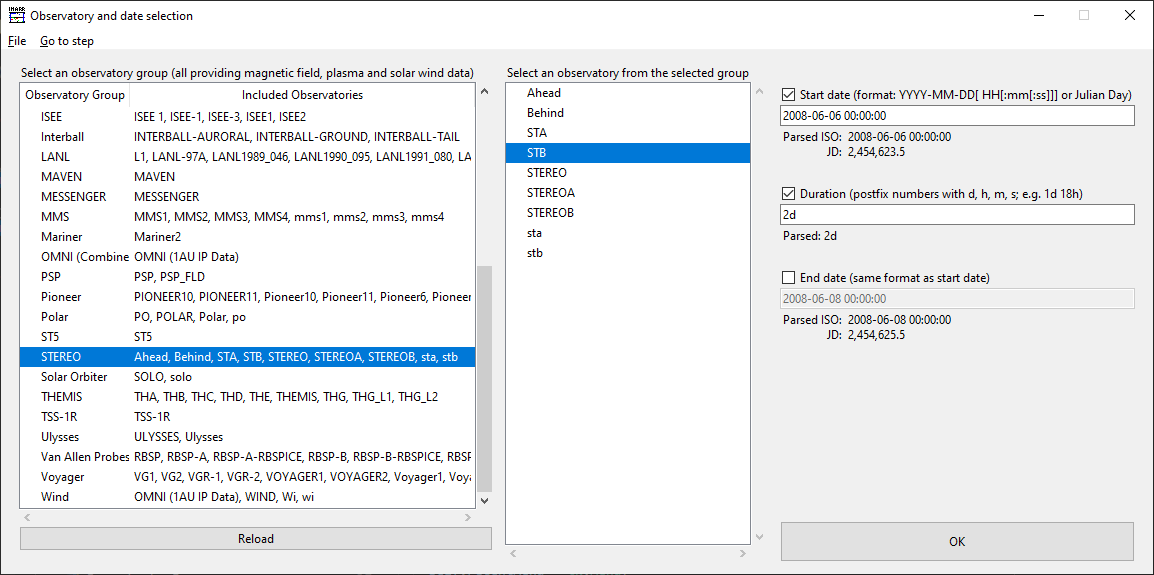 Observatory and date selection
File Go to step
Select an observatory group (all providing magnetic field, plasma and solar wind data)
Observatory Group Included Observatories
ISEE ISEE 1, ISEE-1, ISEE-3, ISEE1, ISEE2
Interball INTERBALL-AURORAL, INTERBALL-GROUND, INTERBALL-TAIL
LANL L1, LANL-97A, LANL1989_046, LANL1990_095, LANL1991_080, LA
MAVEN MAVEN
MESSENGER MESSENGER
MMS MMS1, MMS2, MMS3, MMS4, mms1, mms2, mms3, mms4
Mariner Mariner2
OMNI (Combine OMNI (1AU IP Data)
PSP PSP, PSP_FLD
Pioneer PIONEER10, PIONEER11, Pioneer10, Pioneer11, Pioneer6, Pioneer
Polar PO, POLAR, Polar, po
ST5 ST5
STEREO Ahead, Behind, STA, STB, STEREO, STEREOA, STEREOB, sta, stb
Solar Orbiter SOLO, solo
THEMIS THA, THB, THC, THD, THE, THEMIS, THG, THG_L1, THG_L2
TSS-1R TSS-1R
Ulysses ULYSSES, Ulysses
Van Allen Probes RBSP, RBSP-A, RBSP-A-RBSPICE, RBSP-B, RBSP-B-RBSPICE, RBSP
Voyager VG1, VG2, VGR-1, VGR-2, VOYAGER1, VOYAGER2, Voyager1, Voya
Wind OMNI (1AU IP Data), WIND, Wi, wi
Reload
Select an observatory from the selected group
Ahead
Behind
STA
STB
STEREO
STEREOA
STEREOB
sta
stb
Start date (format: YYYY-MM-DD[ HH[:mm[:ss]]] or Julian Day)
2008-06-06 00:00:00
Parsed ISO: 2008-06-06 00:00:00
JD: 2,454,623.5
Duration (postfix numbers with d, h, m, s; e.g. 1d 18h)
2d
Parsed: 2d
End date (same format as start date)
2008-06-08 00:00:00
Parsed ISO: 2008-06-08 00:00:00
JD: 2,454,625.5
OK